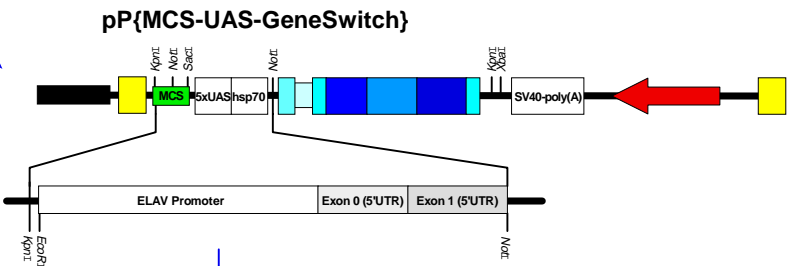 pP{MCS-UAS-GeneSwitch}
KpnI NotI SacI NotI KpnI XbaI
MCS 5xUAS hsp70 SV40-poly(A)
ELAV Promoter Exon 0 (5'UTR) Exon 1 (5'UTR)
KpnI EcoRI NotI